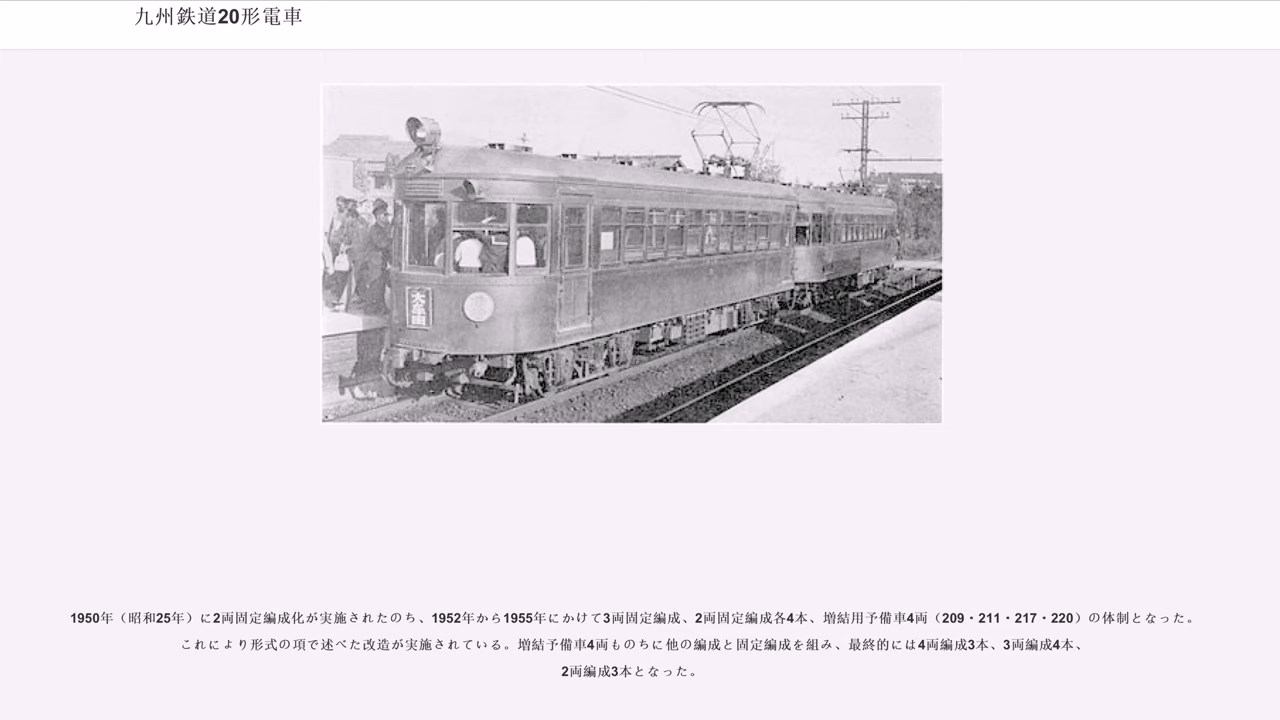 九州鉄道20形電車
大牟田
1950年（昭和25年）に2両固定編成化が実施されたのち、1952年から1955年にかけて3両固定編成、2両固定編成各4本、増結用予備車4両（209・211・217・220）の体制となった。
これにより形式の項で述べた改造が実施されている。増結予備車4両ものちに他の編成と固定編成を組み、最終的には4両編成3本、3両編成4本、
2両編成3本となった。